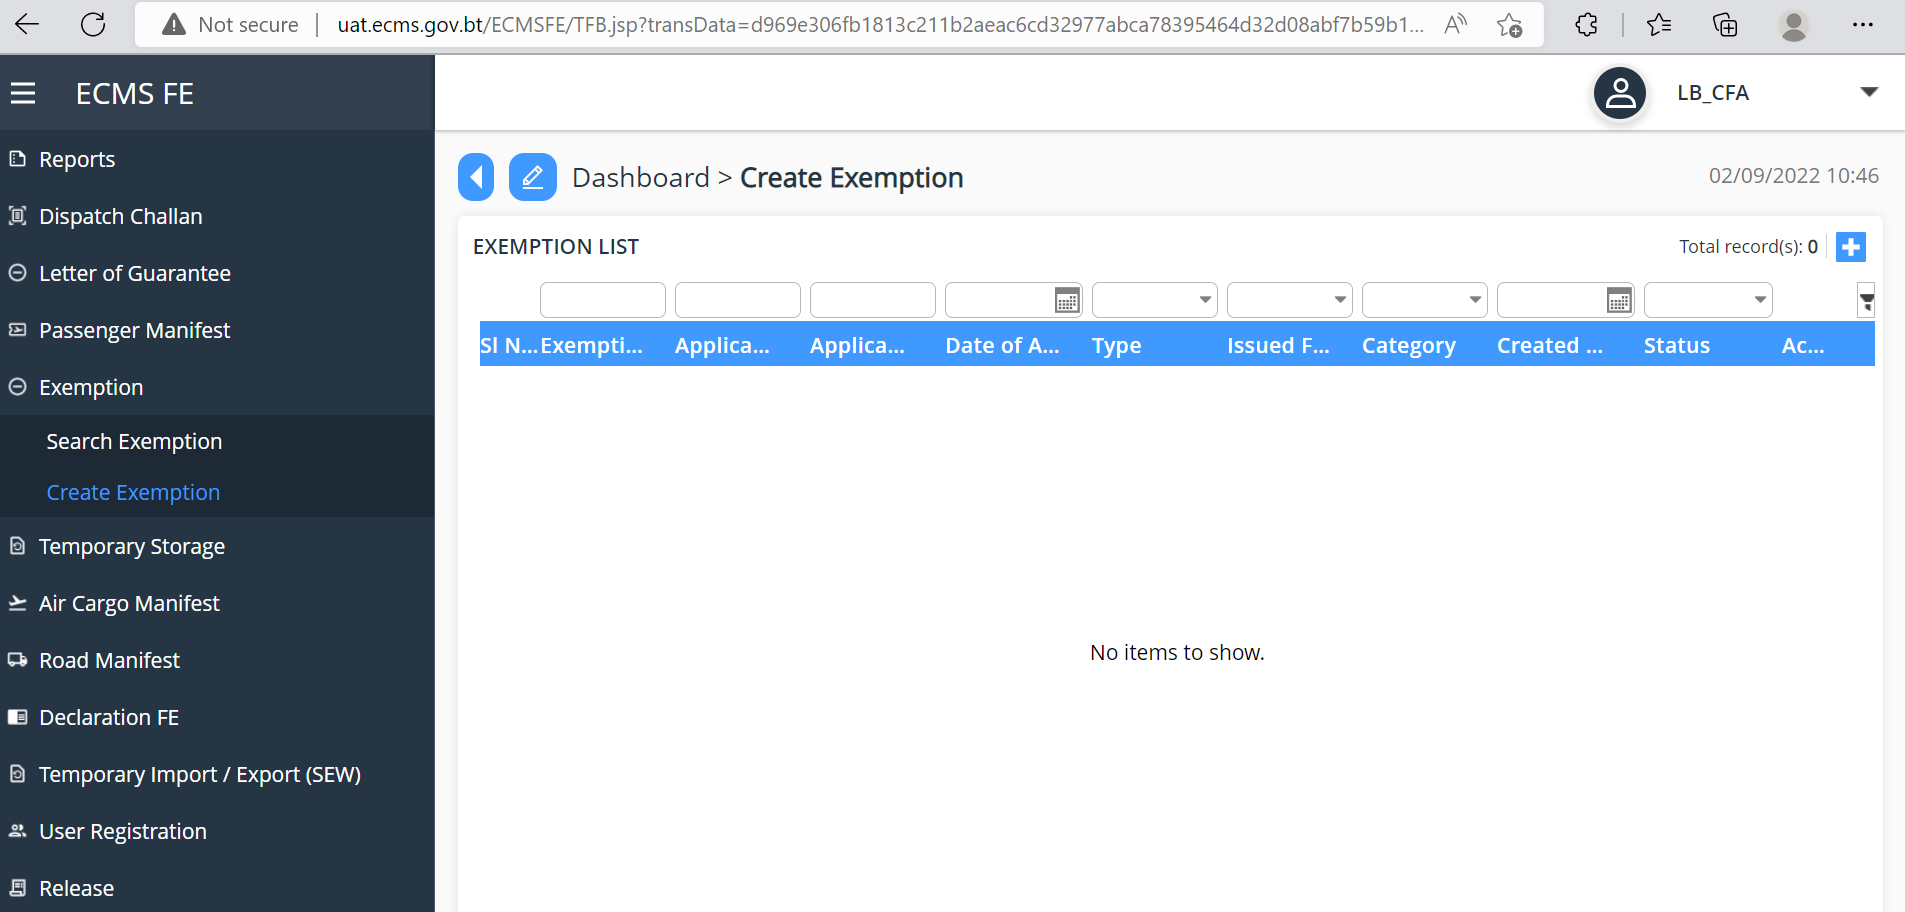 Not secure
uat.ecms.gov.bt/ECMSFE/TFB.jsp?transData=d969e306fb1813c211b2aeac6cd32977abca78395464d32d08abf7b59b1...
ECMS FE
LB_CFA
Reports
Dispatch Challan
Letter of Guarantee
Passenger Manifest
Exemption
Search Exemption
Create Exemption
Temporary Storage
Air Cargo Manifest
Road Manifest
Declaration FE
Temporary Import / Export (SEW)
User Registration
Release
Dashboard > Create Exemption
02/09/2022 10:46
EXEMPTION LIST
Total record(s): 0
Sl N... Exempti... Applica... Applica... Date of A... Type Issued F... Category Created ... Status Ac...
No items to show.